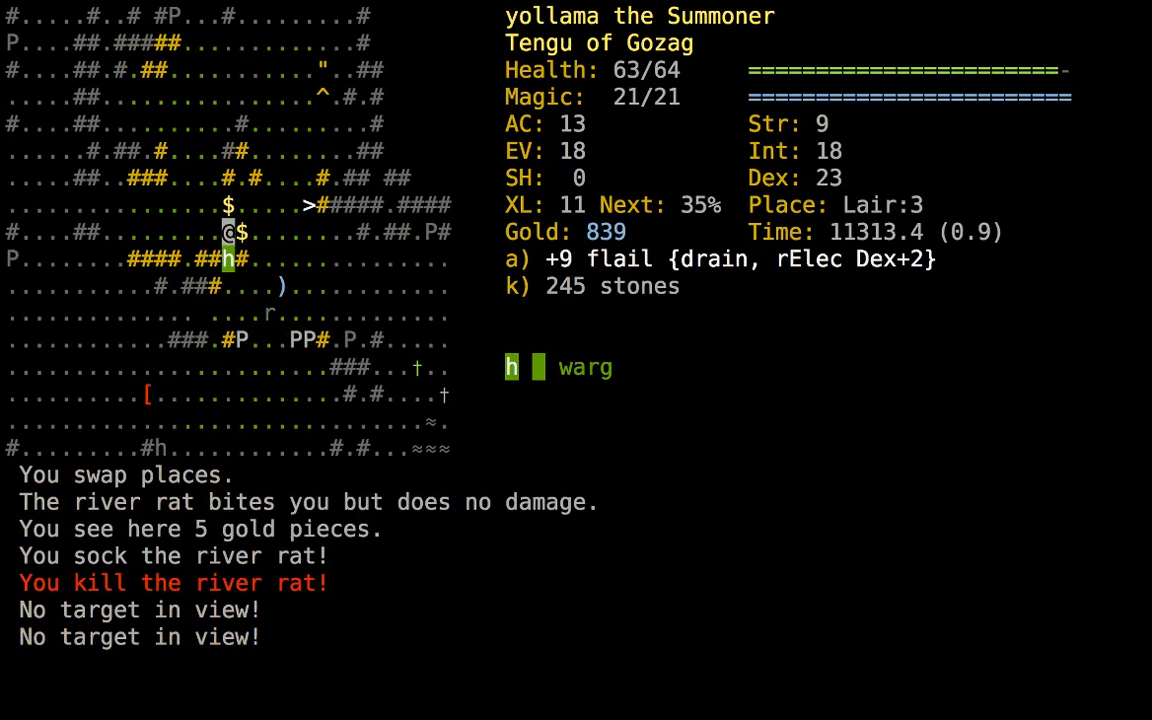 #.....#..# #P...#.........#
yollama the Summoner
P....##.#####.............#
Tengu of Gozag
#....##.#.##..........."..##
Health: 63/64 =======================-
.....##................^.#.#
Magic: 21/21 ========================
#....##..........#.........#
AC: 13 Str: 9
......#.##.#....##........##
EV: 18 Int: 18
.....##..###....#.#....#.## ##
SH: 0 Dex: 23
................$.....>######.####
XL: 11 Next: 35% Place: Lair:3
#....##.........@$........#.##.P#
Gold: 839 Time: 11313.4 (0.9)
P........####.##h#...............
a) +9 flail {drain, rElec Dex+2}
...........#.###....)............
k) 245 stones
.............. ....r.............
............###.#P...PP#.P.#.....
........................###...†..
h warg
..........[..............#.#....†
...............................≈.
#.........#h............#.#...≈≈≈
You swap places.
The river rat bites you but does no damage.
You see here 5 gold pieces.
You sock the river rat!
You kill the river rat!
No target in view!
No target in view!